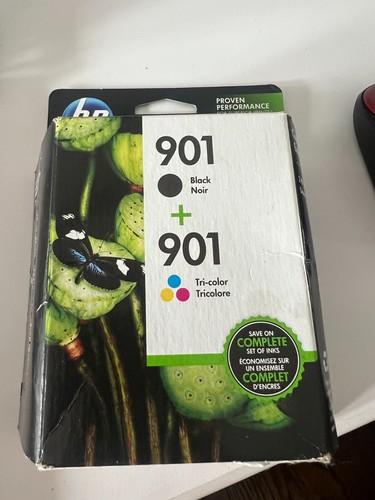 hp
PROVEN
PERFORMANCE
901
Black
Noir
+
901
Tri-color
Tricolore
SAVE ON
COMPLETE
SET OF INKS
ÉCONOMISEZ SUR
UN ENSEMBLE
COMPLET
D'ENCRES